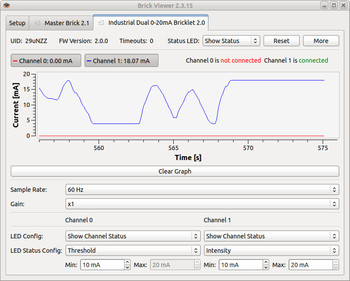 Brick Viewer 2.3.15
Setup Master Brick 2.1 Industrial Dual 0-20mA Bricklet 2.0
UID: 29uNZZ FW Version: 2.0.0 Timeouts: 0 Status LED: Show Status Reset More
Channel 0: 0.00 mA Channel 1: 18.07 mA Channel 0 is not connected Channel 1 is connected
20
15
10
5
0
Current [mA]
560 565 570 575
Time [s]
Clear Graph
Sample Rate: 60 Hz
Gain: x1
Channel 0 Channel 1
LED Config: Show Channel Status Show Channel Status
LED Status Config: Threshold Intensity
Min: 10 mA Max: 20 mA Min: 10 mA Max: 20 mA